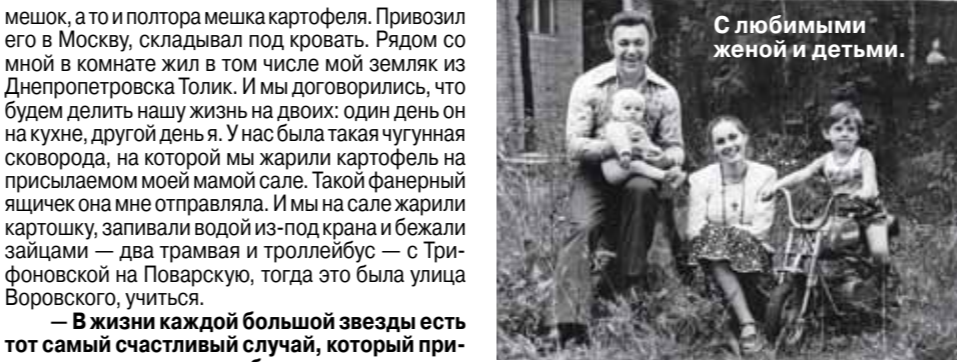 мешок, а то и полтора мешка картофеля. Привозил
его в Москву, складывал под кровать. Рядом со
мной в комнате жил в том числе мой земляк из
Днепропетровска Толик. И мы договорились, что
будем делить нашу жизнь на двоих: один день он
на кухне, другой день я. У нас была такая чугунная
сковорода, на которой мы жарили картофель на
присылаемом моей мамой сале. Такой фанерный
ящичек она мне отправляла. И мы на сале жарили
картошку, запивали водой из-под крана и бежали
зайцами — два трамвая и троллейбус — с Три-
фоновской на Поварскую, тогда это была улица
Воровского, учиться.
— В жизни каждой большой звезды есть
тот самый счастливый случай, который при-
С любимыми
женой и детьми.